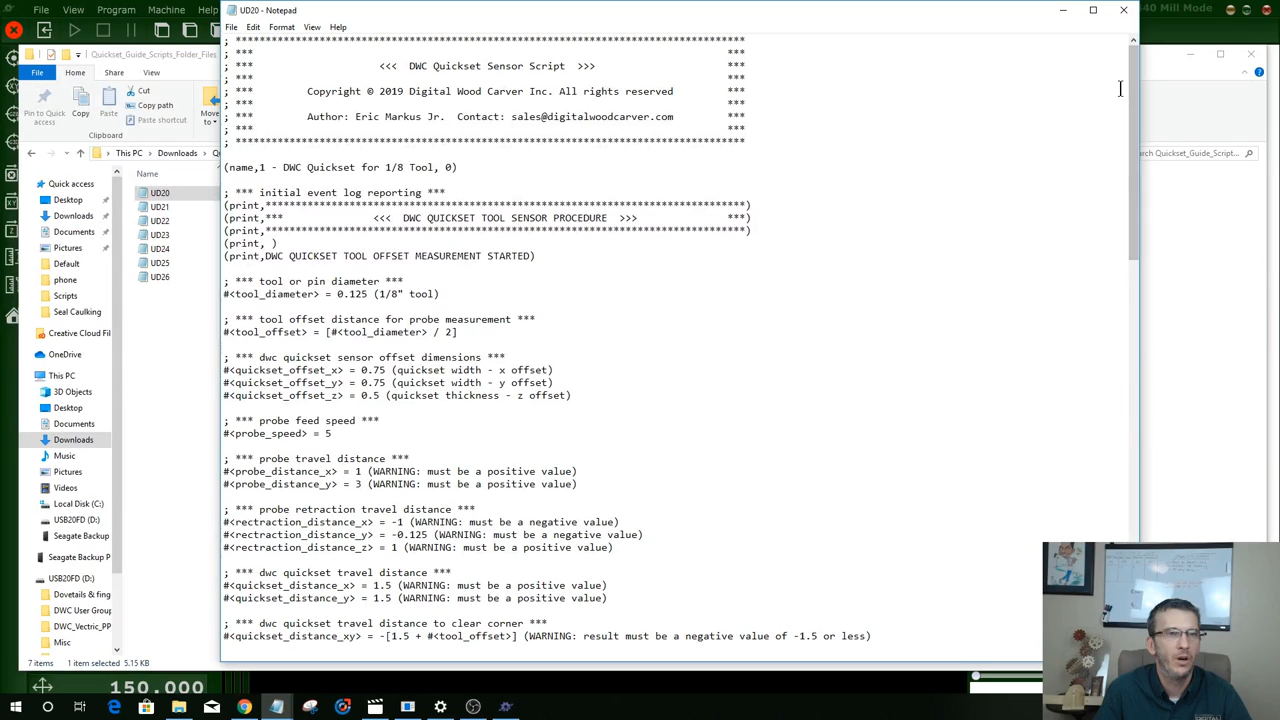 40 Mill Mode
View
Program
Machine
UD20 - Notepad
File Edit Format View Help
Quickset_Guide_Scripts_Folder_Files
File Home Share View
Pin to Quick access
Copy
Paste
Cut
Copy path
Paste shortcut
Move to
Clipboard
This PC > Downloads >
Search Quickset_Guide_Script...
Name
UD20
UD21
UD22
UD23
UD24
UD25
UD26
Quick access
Desktop
Downloads
Documents
Pictures
Default
phone
Scripts
Seal Caulking
Creative Cloud Fil
OneDrive
This PC
3D Objects
Desktop
Documents
Downloads
Music
Pictures
Videos
Local Disk (C:)
USB20FD (D:)
Seagate Backup
Seagate Backup P
USB20FD (D:)
Dovetails & fing
DWC User Group
DWC_Vectric_PP
Misc
7 items 1 item selected 5.15 KB
; *********************************************************************************
; *** ***
; *** <<< DWC Quickset Sensor Script >>> ***
; *** ***
; *** Copyright © 2019 Digital Wood Carver Inc. All rights reserved ***
; *** ***
; *** Author: Eric Markus Jr. Contact: sales@digitalwoodcarver.com ***
; *** ***
; *********************************************************************************
(name,1 - DWC Quickset for 1/8 Tool, 0)
; *** initial event log reporting ***
(print,*********************************************************************************)
(print,*** <<< DWC QUICKSET TOOL SENSOR PROCEDURE >>> ***)
(print,*********************************************************************************)
(print, )
(print,DWC QUICKSET TOOL OFFSET MEASUREMENT STARTED)
; *** tool or pin diameter ***
#<tool_diameter> = 0.125 (1/8" tool)
; *** tool offset distance for probe measurement ***
#<tool_offset> = [#<tool_diameter> / 2]
; *** dwc quickset sensor offset dimensions ***
#<quickset_offset_x> = 0.75 (quickset width - x offset)
#<quickset_offset_y> = 0.75 (quickset width - y offset)
#<quickset_offset_z> = 0.5 (quickset thickness - z offset)
; *** probe feed speed ***
#<probe_speed> = 5
; *** probe travel distance ***
#<probe_distance_x> = 1 (WARNING: must be a positive value)
#<probe_distance_y> = 3 (WARNING: must be a positive value)
; *** probe retraction travel distance ***
#<rectraction_distance_x> = -1 (WARNING: must be a negative value)
#<rectraction_distance_y> = -0.125 (WARNING: must be a negative value)
#<rectraction_distance_z> = 1 (WARNING: must be a positive value)
; *** dwc quickset travel distance ***
#<quickset_distance_x> = 1.5 (WARNING: must be a positive value)
#<quickset_distance_y> = 1.5 (WARNING: must be a positive value)
; *** dwc quickset travel distance to clear corner ***
#<quickset_distance_xy> = -[1.5 + #<tool_offset>] (WARNING: result must be a negative value of -1.5 or less)
150.000